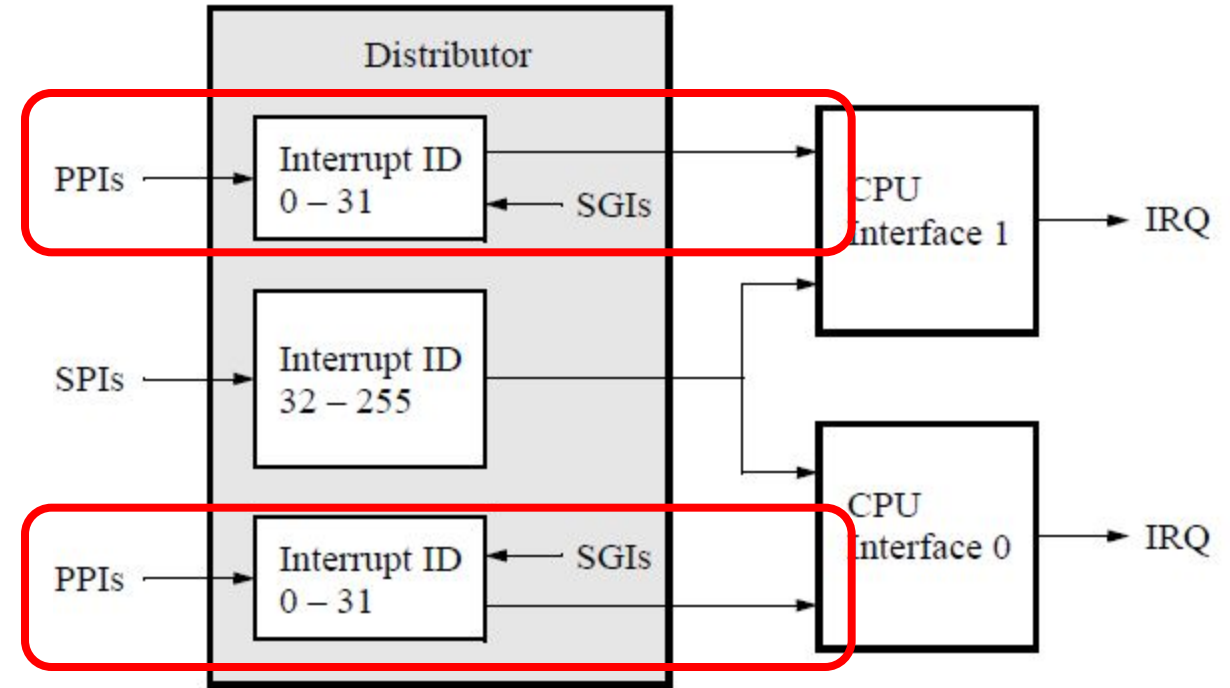 Distributor
PPIs
Interrupt ID
0 – 31
SGIs
CPU
Interface 1
IRQ
SPIs
Interrupt ID
32 – 255
PPIs
Interrupt ID
0 – 31
SGIs
CPU
Interface 0
IRQ